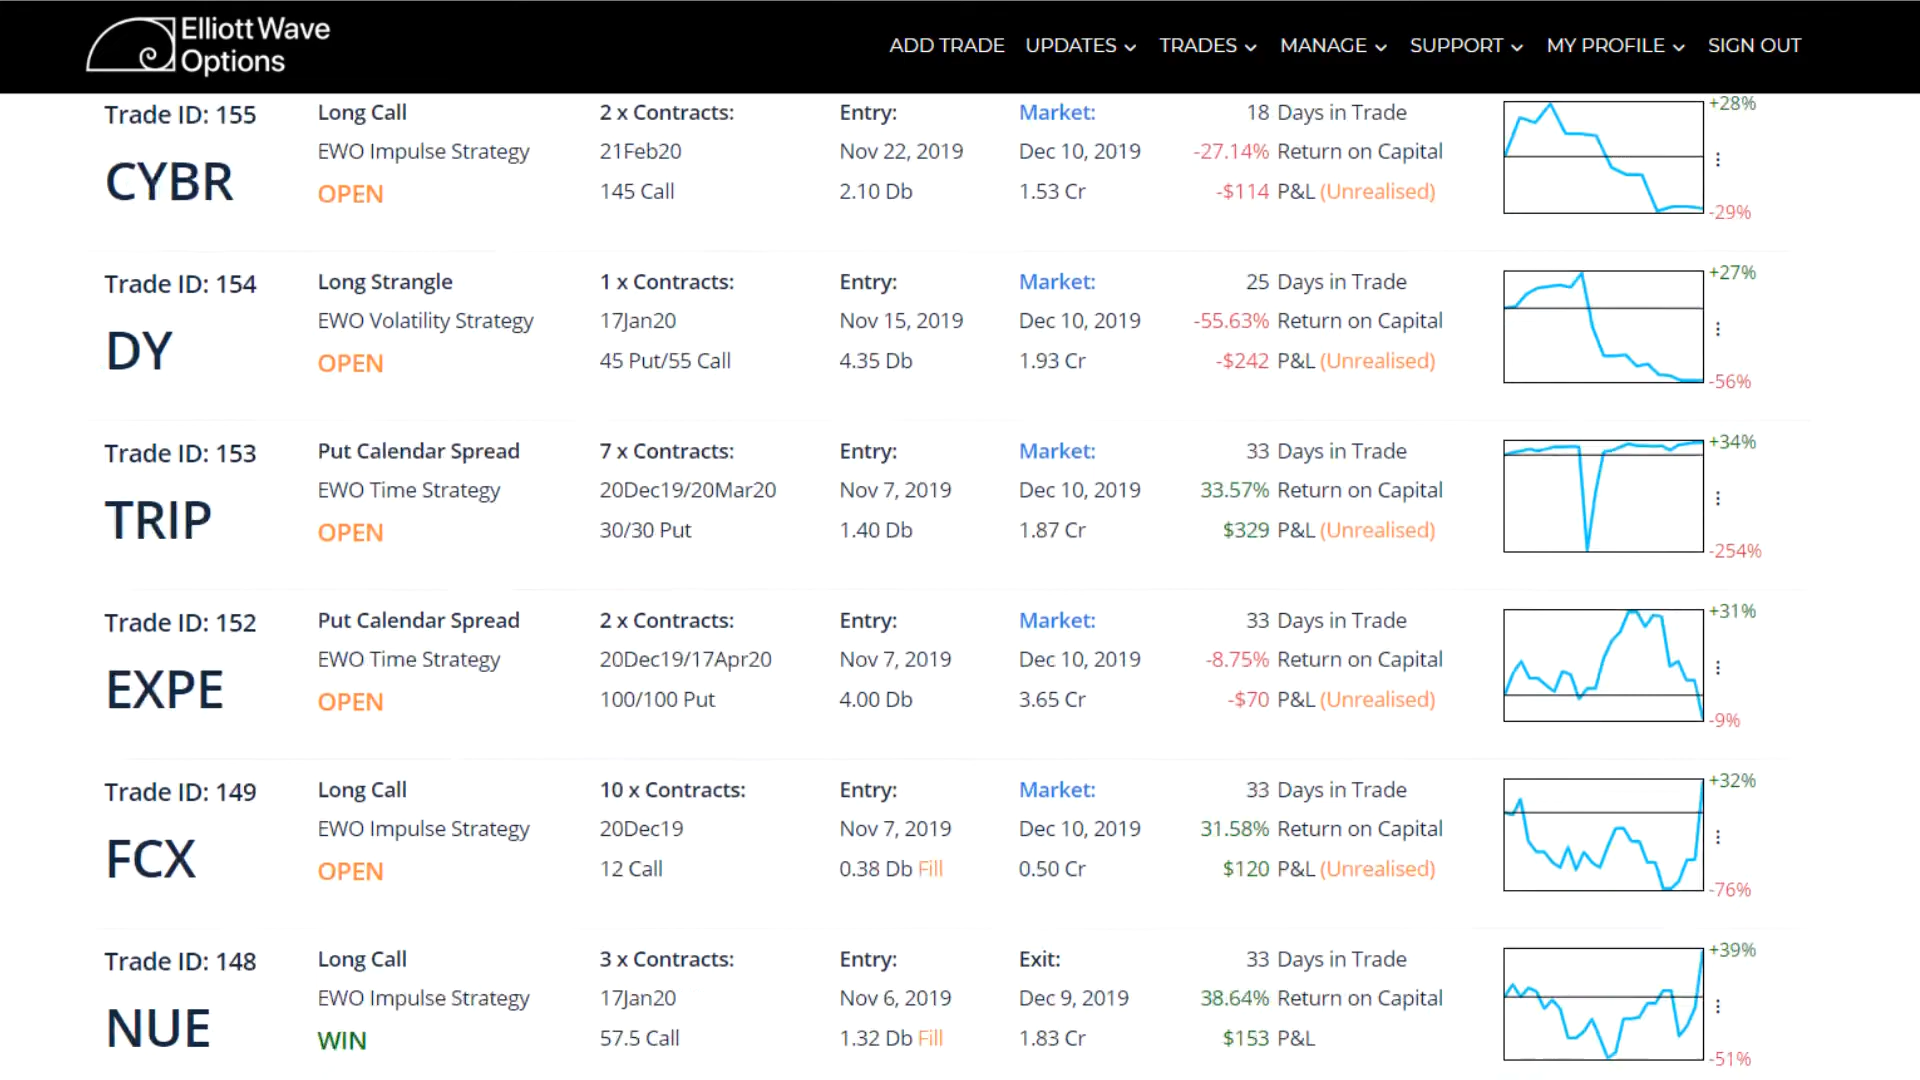 Elliott Wave
Options
ADD TRADE UPDATES TRADES MANAGE SUPPORT MY PROFILE SIGN OUT
Trade ID: 155 Long Call 2 x Contracts: Entry: Market: 18 Days in Trade +28%
CYBR EWO Impulse Strategy 21Feb20 Nov 22, 2019 Dec 10, 2019 -27.14% Return on Capital
OPEN 145 Call 2.10 Db 1.53 Cr -$114 P&L (Unrealised) -29%
Trade ID: 154 Long Strangle 1 x Contracts: Entry: Market: 25 Days in Trade +27%
DY EWO Volatility Strategy 17Jan20 Nov 15, 2019 Dec 10, 2019 -55.63% Return on Capital
OPEN 45 Put/55 Call 4.35 Db 1.93 Cr -$242 P&L (Unrealised) -56%
Trade ID: 153 Put Calendar Spread 7 x Contracts: Entry: Market: 33 Days in Trade +34%
TRIP EWO Time Strategy 20Dec19/20Mar20 Nov 7, 2019 Dec 10, 2019 33.57% Return on Capital
OPEN 30/30 Put 1.40 Db 1.87 Cr $329 P&L (Unrealised) -254%
Trade ID: 152 Put Calendar Spread 2 x Contracts: Entry: Market: 33 Days in Trade +31%
EXPE EWO Time Strategy 20Dec19/17Apr20 Nov 7, 2019 Dec 10, 2019 -8.75% Return on Capital
OPEN 100/100 Put 4.00 Db 3.65 Cr -$70 P&L (Unrealised) -9%
Trade ID: 149 Long Call 10 x Contracts: Entry: Market: 33 Days in Trade +32%
FCX EWO Impulse Strategy 20Dec19 Nov 7, 2019 Dec 10, 2019 31.58% Return on Capital
OPEN 12 Call 0.38 Db Fill 0.50 Cr $120 P&L (Unrealised) -76%
Trade ID: 148 Long Call 3 x Contracts: Entry: Exit: 33 Days in Trade +39%
NUE EWO Impulse Strategy 17Jan20 Nov 6, 2019 Dec 9, 2019 38.64% Return on Capital
WIN 57.5 Call 1.32 Db Fill 1.83 Cr $153 P&L -51%